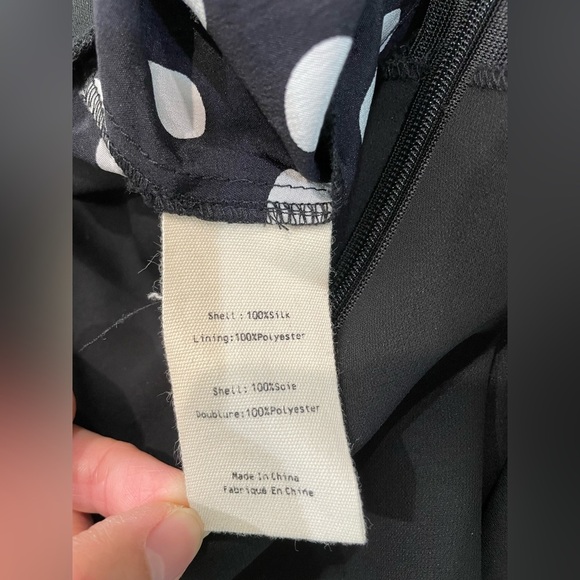 Shell: 100%Silk
Lining:100%Polyester
Shell: 100%Soie
Doublure:100%Polyester
Made In China
Fabriqué En Chine